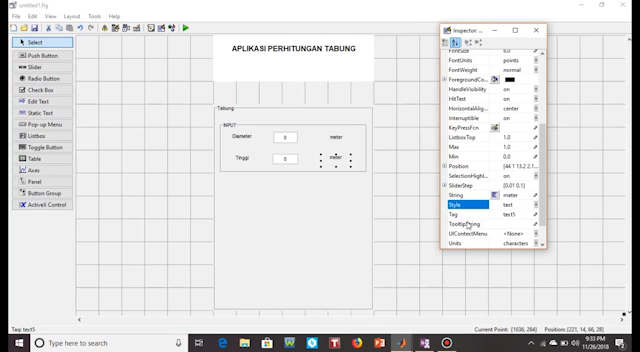 untitled1.fig
File Edit View Layout Tools Help
Select
Push Button
Slider
Radio Button
Check Box
Edit Text
Static Text
Pop-up Menu
Listbox
Toggle Button
Table
Axes
Panel
Button Group
ActiveX Control
APLIKASI PERHITUNGAN TABUNG
Tabung
INPUT
Diameter 0 meter
Tinggi 0 meter
Inspector ...
FontSize 8.0
FontUnits points
FontWeight normal
ForegroundCo...
HandleVisibility on
HitTest on
HorizontalAlig... center
Interruptible on
KeyPressFcn
ListboxTop 1.0
Max 1.0
Min 0.0
Position [44 1 13.2 2.1...
SelectionHighl... on
SliderStep [0.01 0.1]
String meter
Style text
Tag text5
TooltipString
UIContextMenu <None>
Units characters
Tag: text5
Current Point: [1036, 284] Position: [221, 14, 66, 28]
Type here to search
9:33 PM
11/26/2018